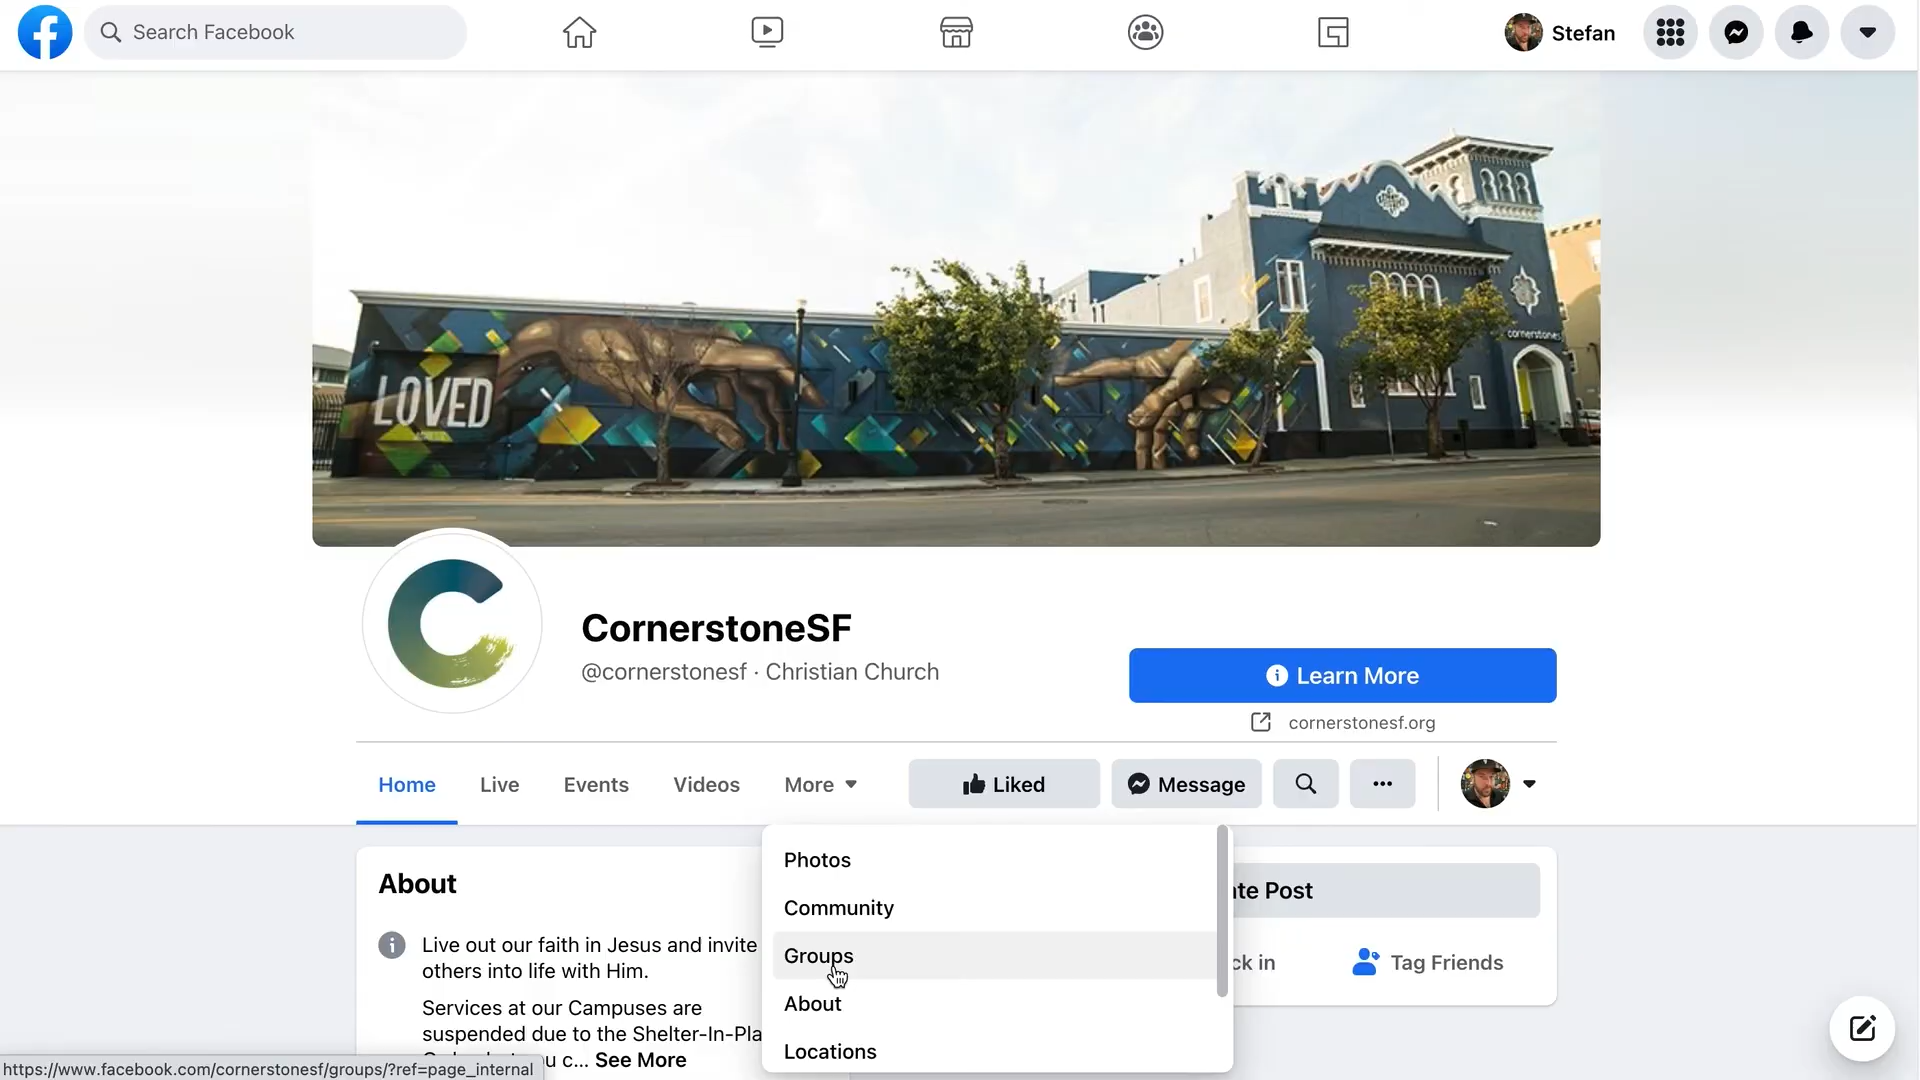 Search Facebook
Stefan
LOVED
cornerstone
CornerstoneSF
@cornerstonesf · Christian Church
Learn More
cornerstonesf.org
Home
Live
Events
Videos
More
Liked
Message
About
Live out our faith in Jesus and invite
others into life with Him.
Services at our Campuses are
suspended due to the Shelter-In-Pla
u c... See More
Photos
Community
Groups
About
Locations
te Post
ck in
Tag Friends
https://www.facebook.com/cornerstonesf/groups/?ref=page_internal